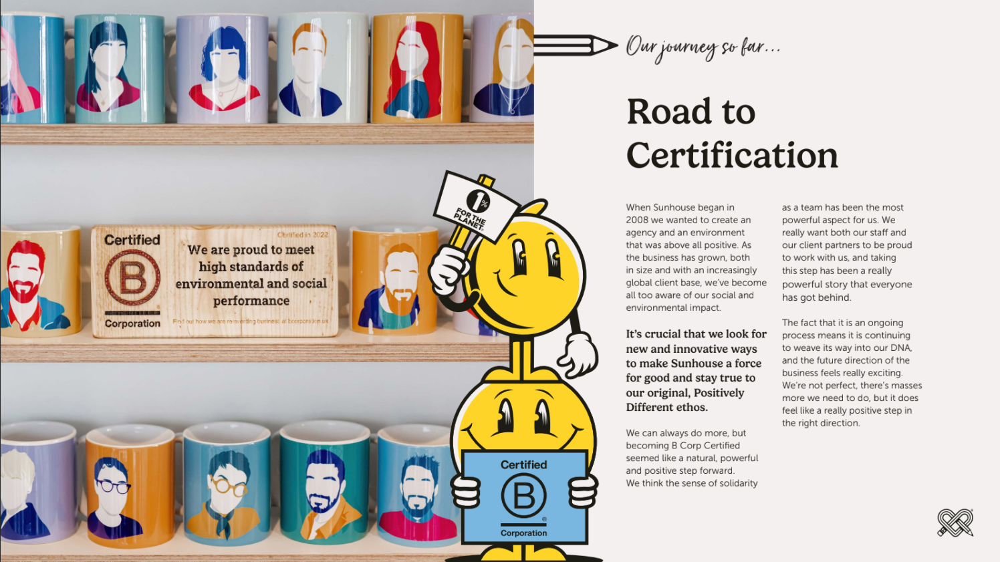 Our journey so far...
Road to
Certification
When Sunhouse began in
2008 we wanted to create an
agency and an environment
that was above all positive. As
the business has grown, both
in size and with an increasingly
global client base, we’ve become
all too aware of our social and
environmental impact.
It’s crucial that we look for
new and innovative ways
to make Sunhouse a force
for good and stay true to
our original, Positively
Different ethos.
We can always do more, but
becoming B Corp Certified
seemed like a natural, powerful
and positive step forward.
We think the sense of solidarity
as a team has been the most
powerful aspect for us. We
really want both our staff and
our client partners to be proud
to work with us, and taking
this step has been a really
powerful story that everyone
has got behind.
The fact that it is an ongoing
process means it is continuing
to weave its way into our DNA,
and the future direction of the
business feels really exciting.
We’re not perfect, there’s masses
more we need to do, but it does
feel like a really positive step in
the right direction.
Certified
B
®
Corporation
Certified in 2022
We are proud to meet
high standards of
environmental and social
performance
Find out how we are reinventing business at bcorporation.uk
1%
FOR THE
PLANET®
Certified
B
®
Corporation